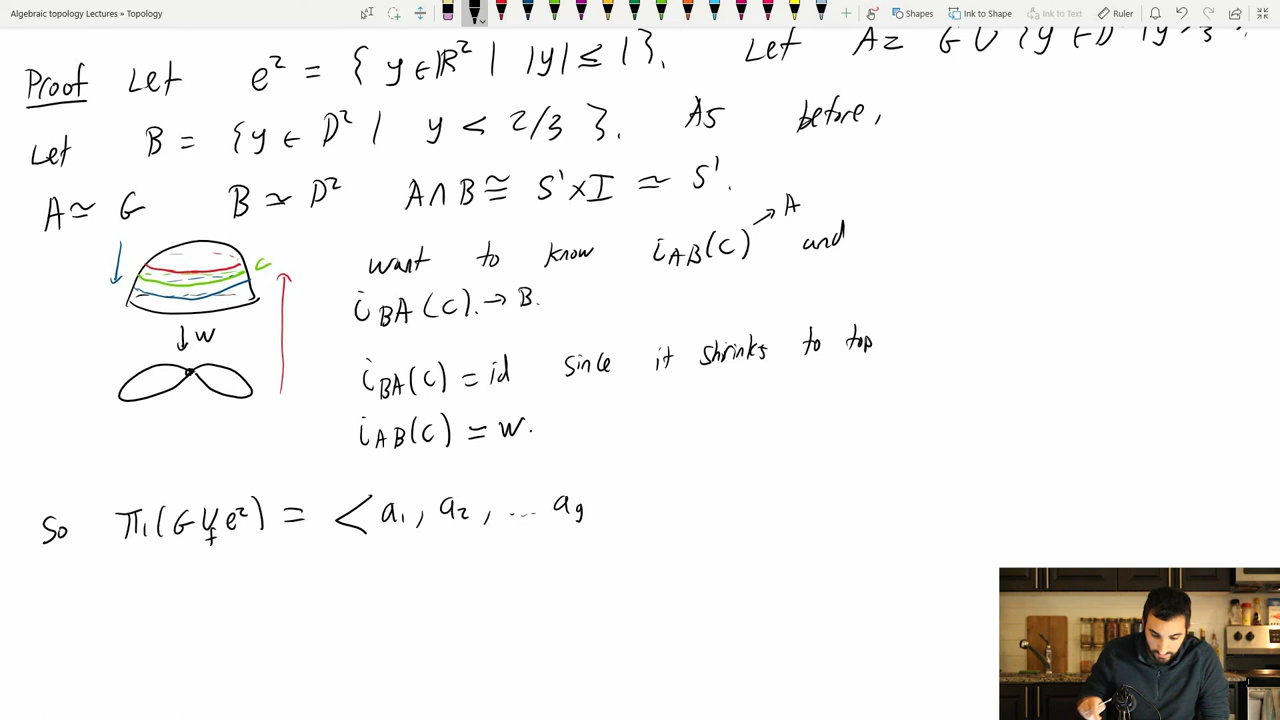 Algebraic topology Lectures » Topology
Shapes Ink to Shape Ink to Text Ruler
Proof Let e² = { y ∈ ℝ² | |y| ≤ 1 }. Let A =
Let B = { y ∈ D² | y < 2/3 }. As before,
A ≃ G B ≃ D² A∩B ≅ S'×I ≃ S'.
want to know i_AB(c) → A and
i_BA(c). → B.
c
↓ w
i_BA(c) = id since it shrinks to top
i_AB(c) = w.
So π₁(G ∪_f e²) = < a₁, a₂, ... a_g